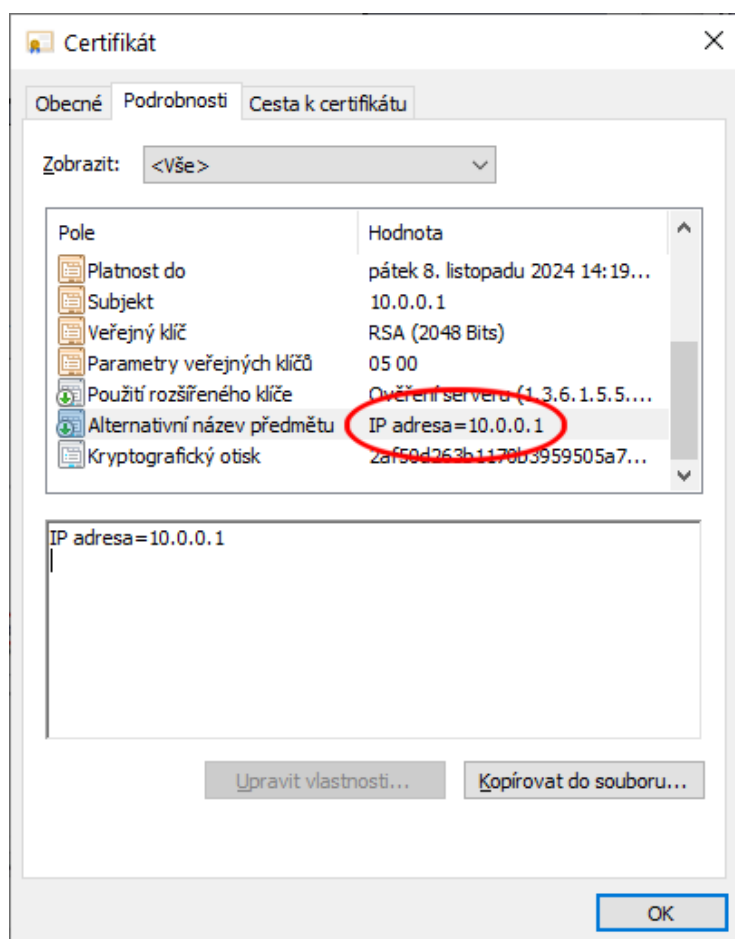 Certifikát
Obecné Podrobnosti Cesta k certifikátu
Zobrazit: <Vše>
Pole Hodnota
Platnost do pátek 8. listopadu 2024 14:19...
Subjekt 10.0.0.1
Veřejný klíč RSA (2048 Bits)
Parametry veřejných klíčů 05 00
Použití rozšířeného klíče Ověření serveru (1.3.6.1.5.5....
Alternativní název předmětu IP adresa=10.0.0.1
Kryptografický otisk 2af50d263b1178b3959505a7...
IP adresa=10.0.0.1
Upravit vlastnosti... Kopírovat do souboru...
OK